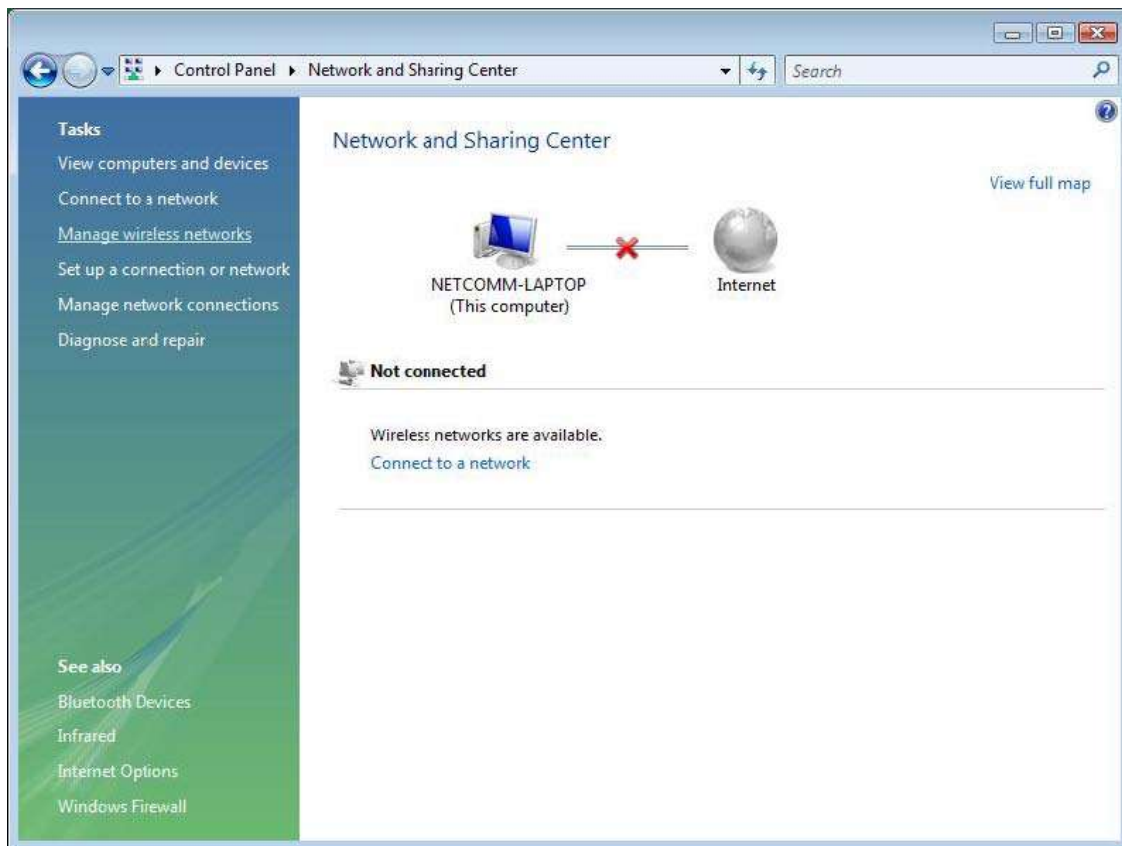 Control Panel
Network and Sharing Center
Search
Tasks
View computers and devices
Connect to a network
Manage wireless networks
Set up a connection or network
Manage network connections
Diagnose and repair
See also
Bluetooth Devices
Infrared
Internet Options
Windows Firewall
Network and Sharing Center
View full map
NETCOMM-LAPTOP
(This computer)
Internet
Not connected
Wireless networks are available.
Connect to a network